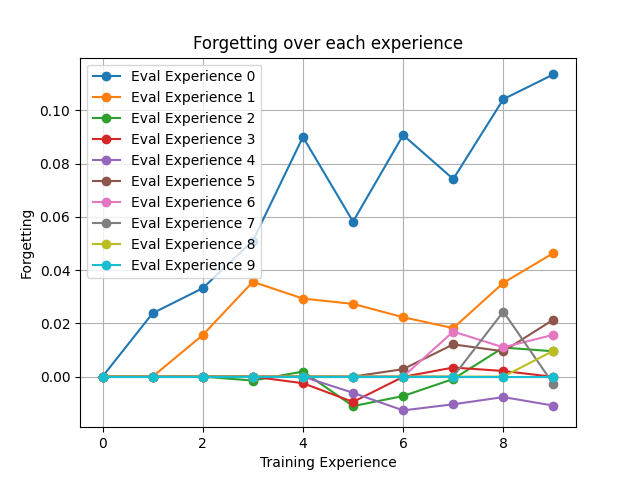 Forgetting over each experience
Eval Experience 0
Eval Experience 1
Eval Experience 2
Eval Experience 3
Eval Experience 4
Eval Experience 5
Eval Experience 6
Eval Experience 7
Eval Experience 8
Eval Experience 9
0.10
0.08
0.06
0.04
0.02
0.00
Forgetting
0 2 4 6 8
Training Experience